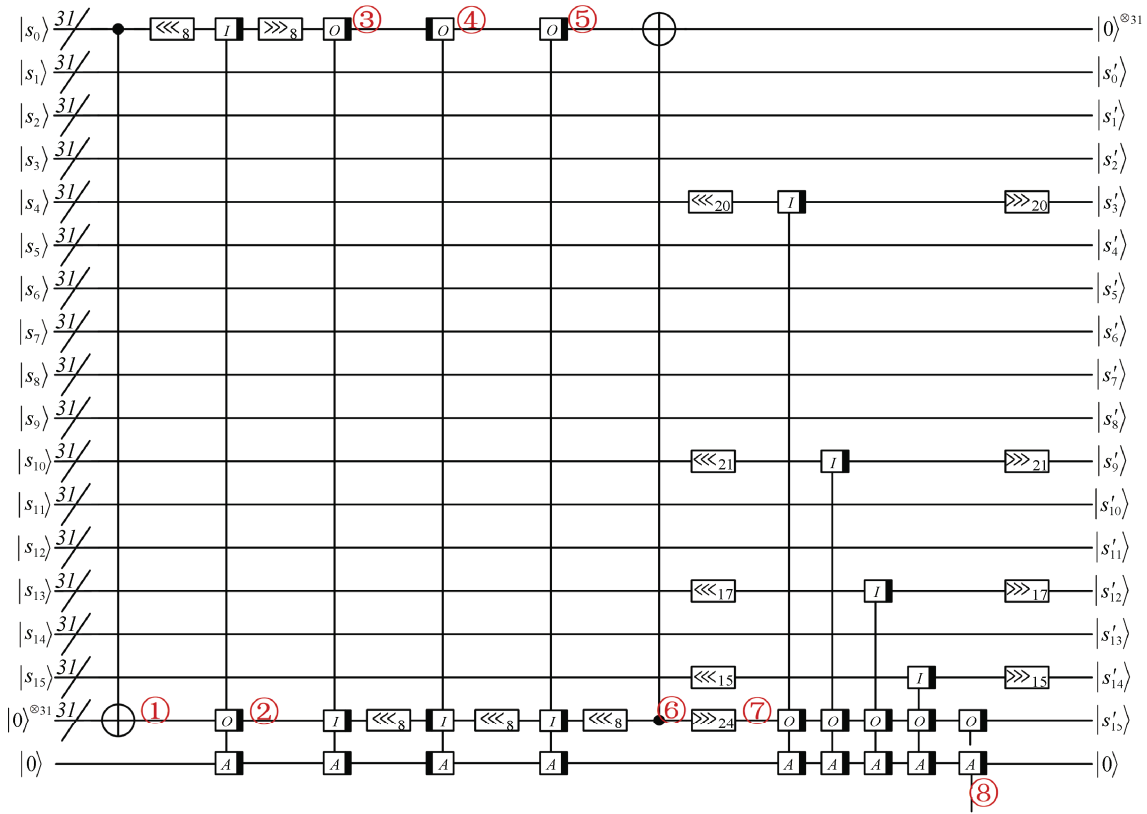 |s₀⟩ 31 <<<8 I >>>8 O ③ O ④ O ⑤ |0⟩⊗31
|s₁⟩ 31 |s′₀⟩
|s₂⟩ 31 |s′₁⟩
|s₃⟩ 31 |s′₂⟩
|s₄⟩ 31 <<<20 I >>>20 |s′₃⟩
|s₅⟩ 31 |s′₄⟩
|s₆⟩ 31 |s′₅⟩
|s₇⟩ 31 |s′₆⟩
|s₈⟩ 31 |s′₇⟩
|s₉⟩ 31 |s′₈⟩
|s₁₀⟩ 31 <<<21 I >>>21 |s′₉⟩
|s₁₁⟩ 31 |s′₁₀⟩
|s₁₂⟩ 31 |s′₁₁⟩
|s₁₃⟩ 31 <<<17 I >>>17 |s′₁₂⟩
|s₁₄⟩ 31 |s′₁₃⟩
|s₁₅⟩ 31 <<<15 I >>>15 |s′₁₄⟩
|0⟩⊗31 31 ① O ② I <<<8 I <<<8 I <<<8 ⑥ >>>24 ⑦ O O O O O |s′₁₅⟩
|0⟩ A A A A A A A A A |0⟩
⑧